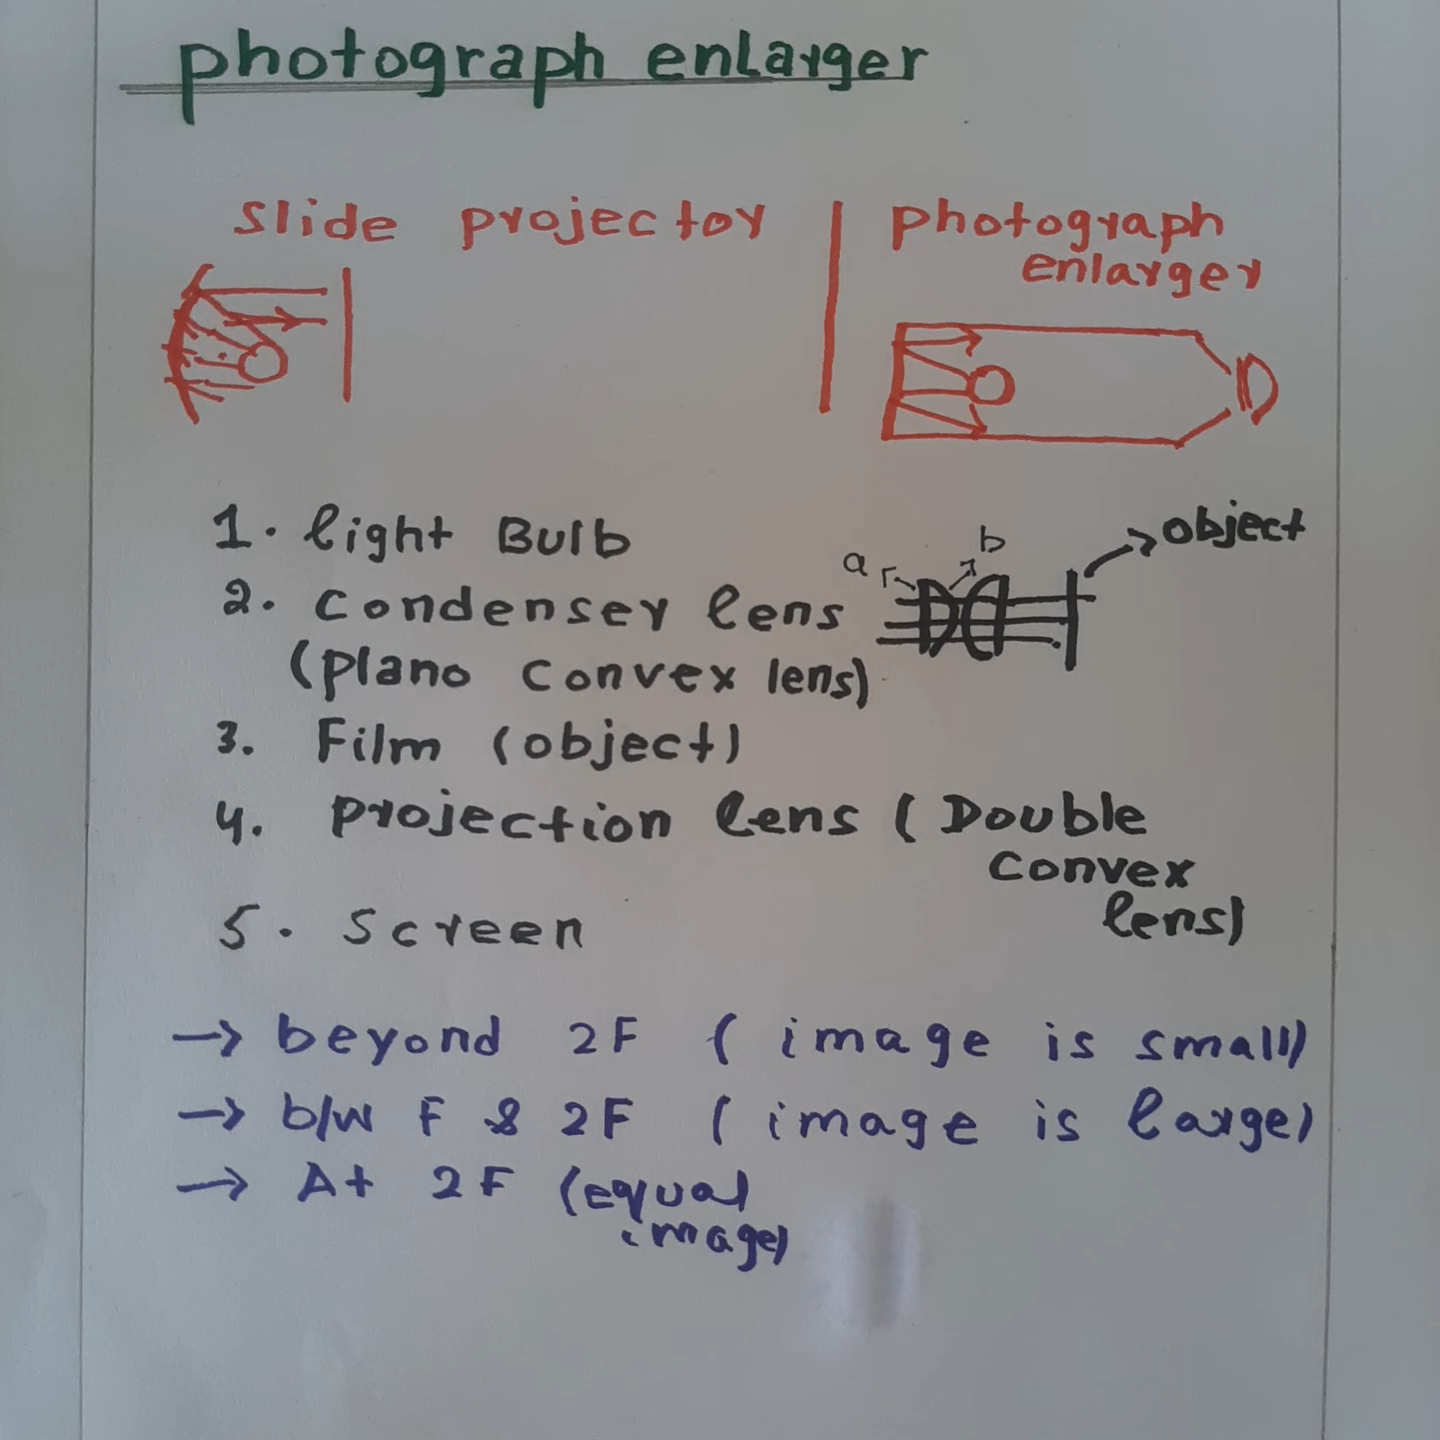 photograph enlarger
slide projector
photograph
enlarger
1. light Bulb
a
b
object
2. condenser lens
(plano convex lens)
3. Film (object)
4. projection lens (Double
convex
lens)
5. Screen
→ beyond 2F (image is small)
→ b/w F & 2F (image is large)
→ At 2F (equal
image)